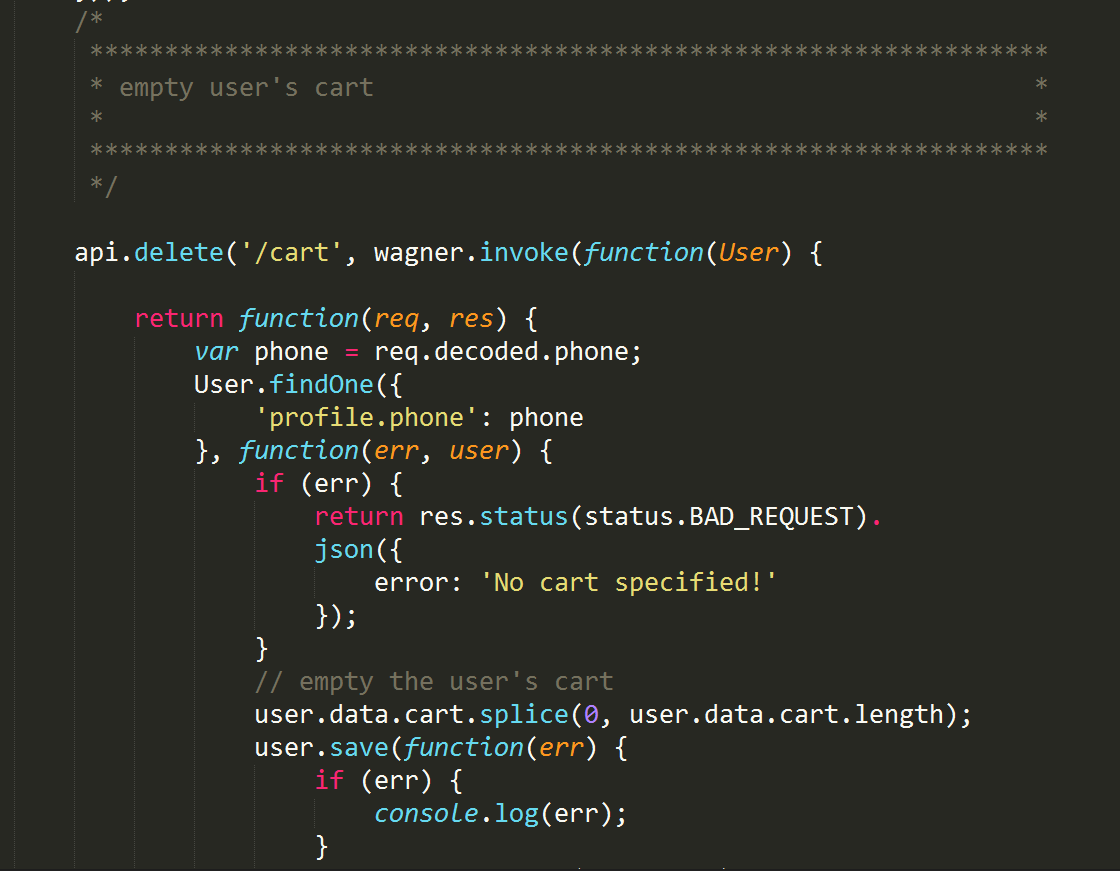 /*
****************************************************************
* empty user's cart *
* *
****************************************************************
*/
api.delete('/cart', wagner.invoke(function(User) {
return function(req, res) {
var phone = req.decoded.phone;
User.findOne({
'profile.phone': phone
}, function(err, user) {
if (err) {
return res.status(status.BAD_REQUEST).
json({
error: 'No cart specified!'
});
}
// empty the user's cart
user.data.cart.splice(0, user.data.cart.length);
user.save(function(err) {
if (err) {
console.log(err);
}